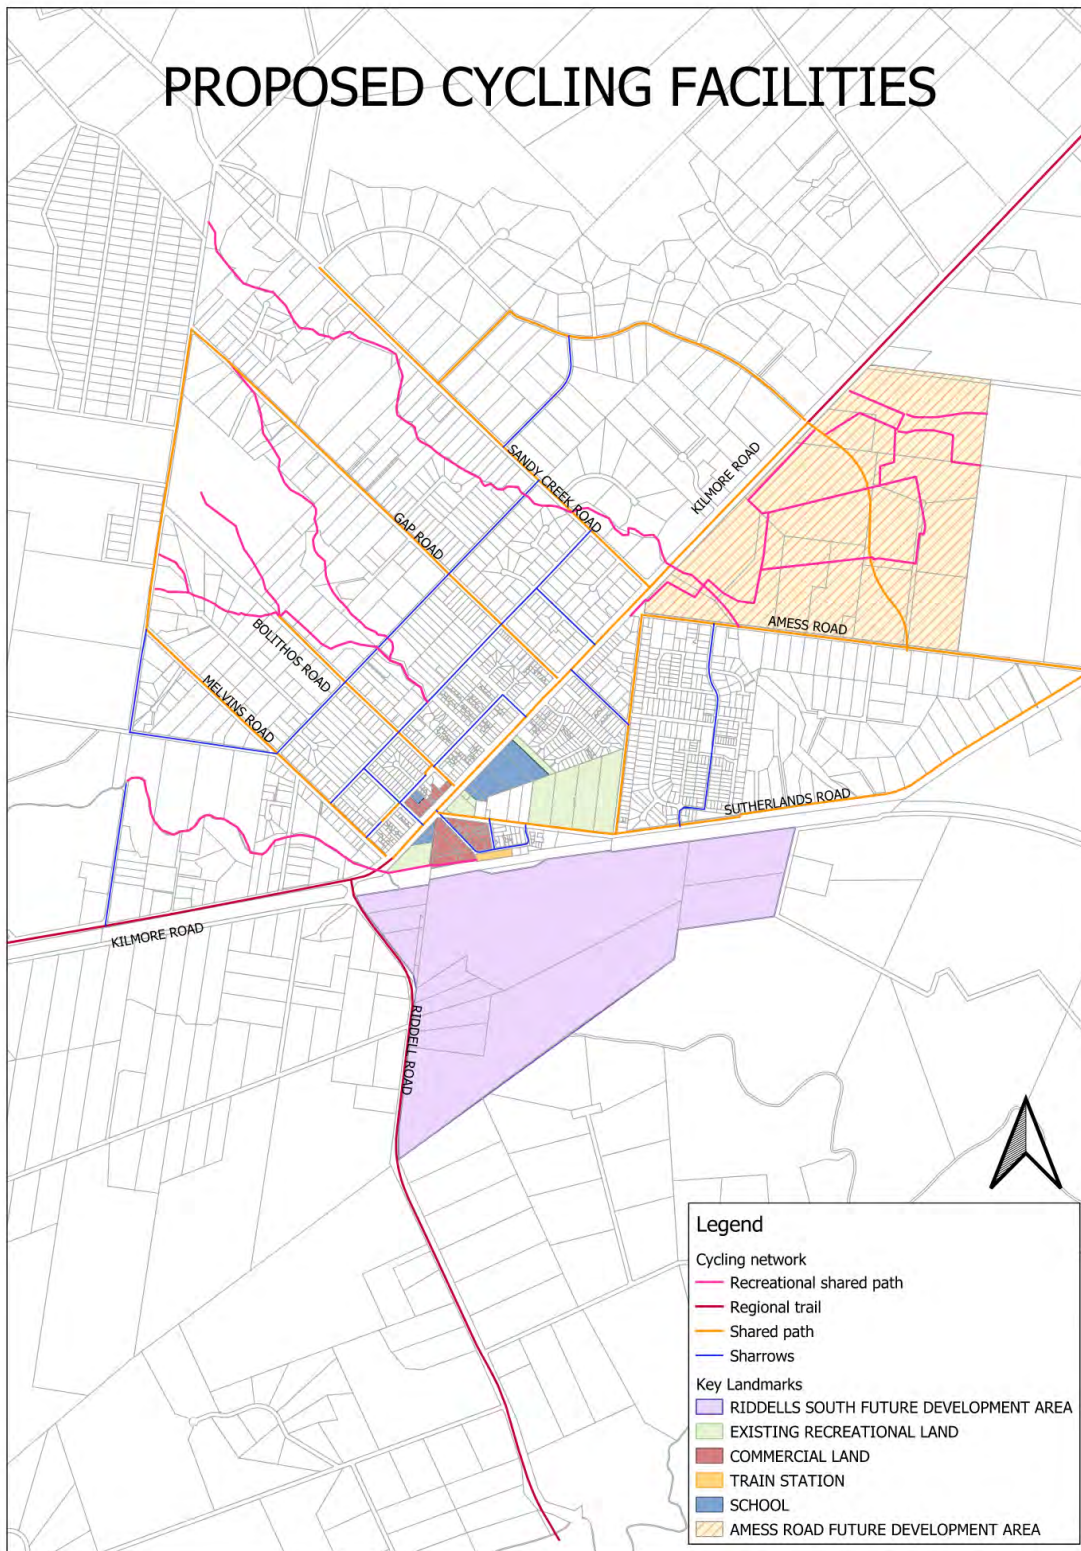 PROPOSED CYCLING FACILITIES
KILMORE ROAD
SANDY CREEK ROAD
GAP ROAD
BOLITHOS ROAD
AMESS ROAD
MELVINS ROAD
SUTHERLANDS ROAD
KILMORE ROAD
RIDDELL ROAD
Legend
Cycling network
Recreational shared path
Regional trail
Shared path
Sharrows
Key Landmarks
RIDDELLS SOUTH FUTURE DEVELOPMENT AREA
EXISTING RECREATIONAL LAND
COMMERCIAL LAND
TRAIN STATION
SCHOOL
AMESS ROAD FUTURE DEVELOPMENT AREA